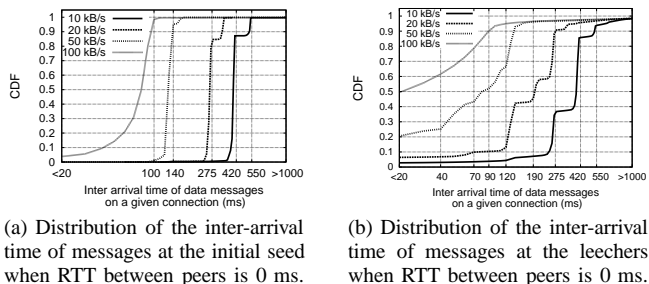 10 kB/s
20 kB/s
50 kB/s
100 kB/s
1
0.9
0.8
0.7
0.6
0.5
0.4
0.3
0.2
0.1
0
CDF
<20 100 140 275 420 550 >1000
Inter arrival time of data messages
on a given connection (ms)
(a) Distribution of the inter-arrival
time of messages at the initial seed
when RTT between peers is 0 ms.
10 kB/s
20 kB/s
50 kB/s
100 kB/s
1
0.9
0.8
0.7
0.6
0.5
0.4
0.3
0.2
0.1
0
CDF
<20 40 70 90 120 190 275 420 550 >1000
Inter arrival time of data messages
on a given connection (ms)
(b) Distribution of the inter-arrival
time of messages at the leechers
when RTT between peers is 0 ms.